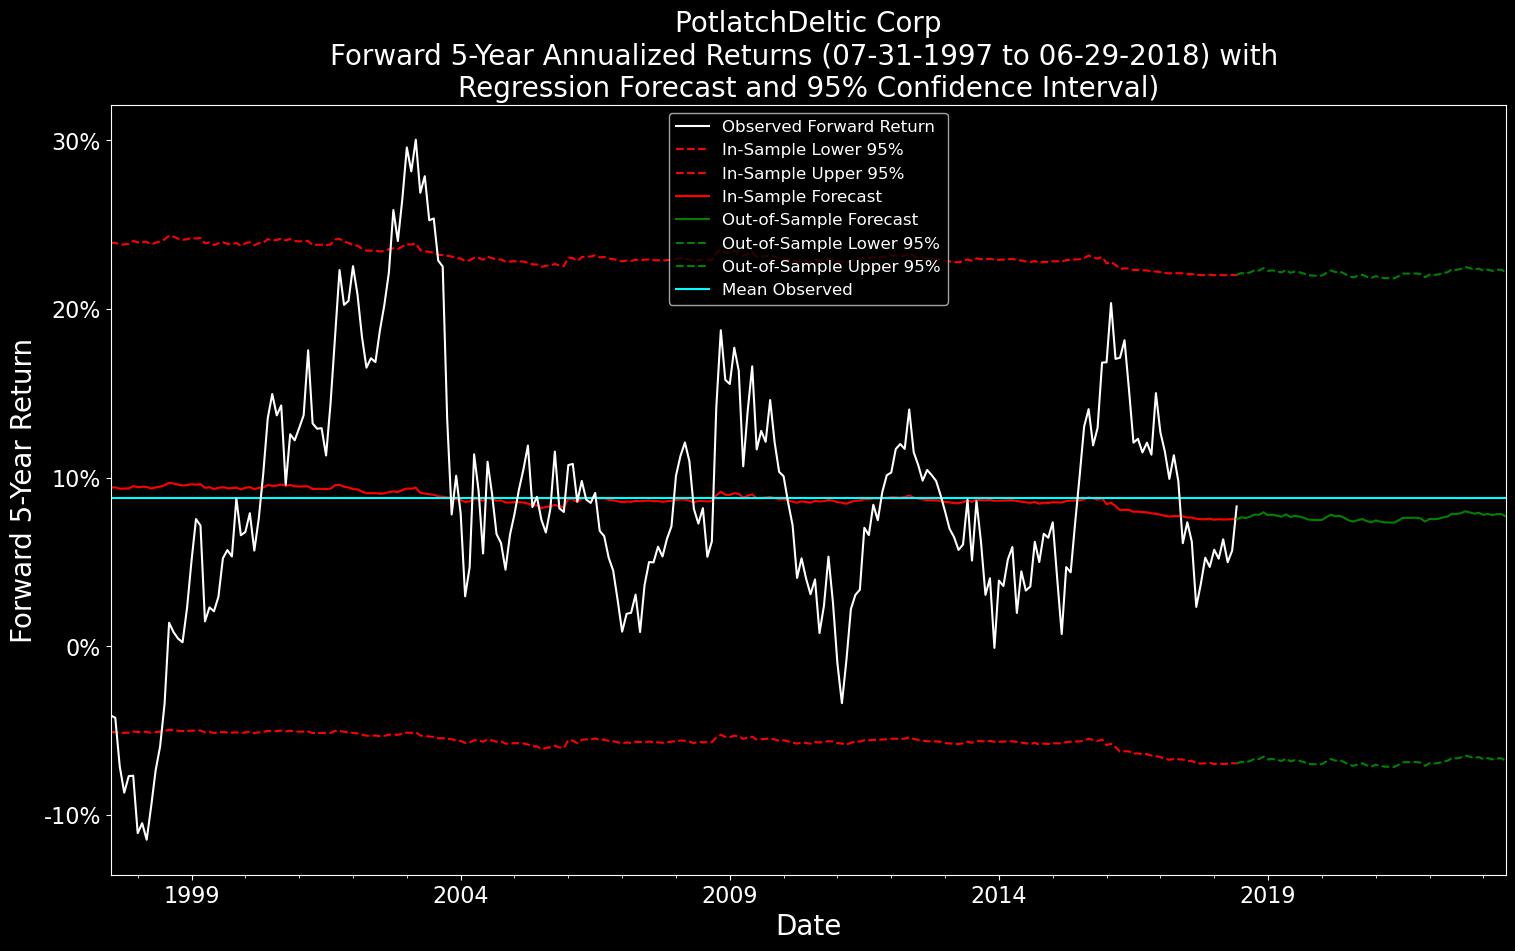 PotlatchDeltic Corp
Forward 5-Year Annualized Returns (07-31-1997 to 06-29-2018) with
Regression Forecast and 95% Confidence Interval)
Forward 5-Year Return
30%
20%
10%
0%
-10%
Observed Forward Return
In-Sample Lower 95%
In-Sample Upper 95%
In-Sample Forecast
Out-of-Sample Forecast
Out-of-Sample Lower 95%
Out-of-Sample Upper 95%
Mean Observed
1999 2004 2009 2014 2019
Date